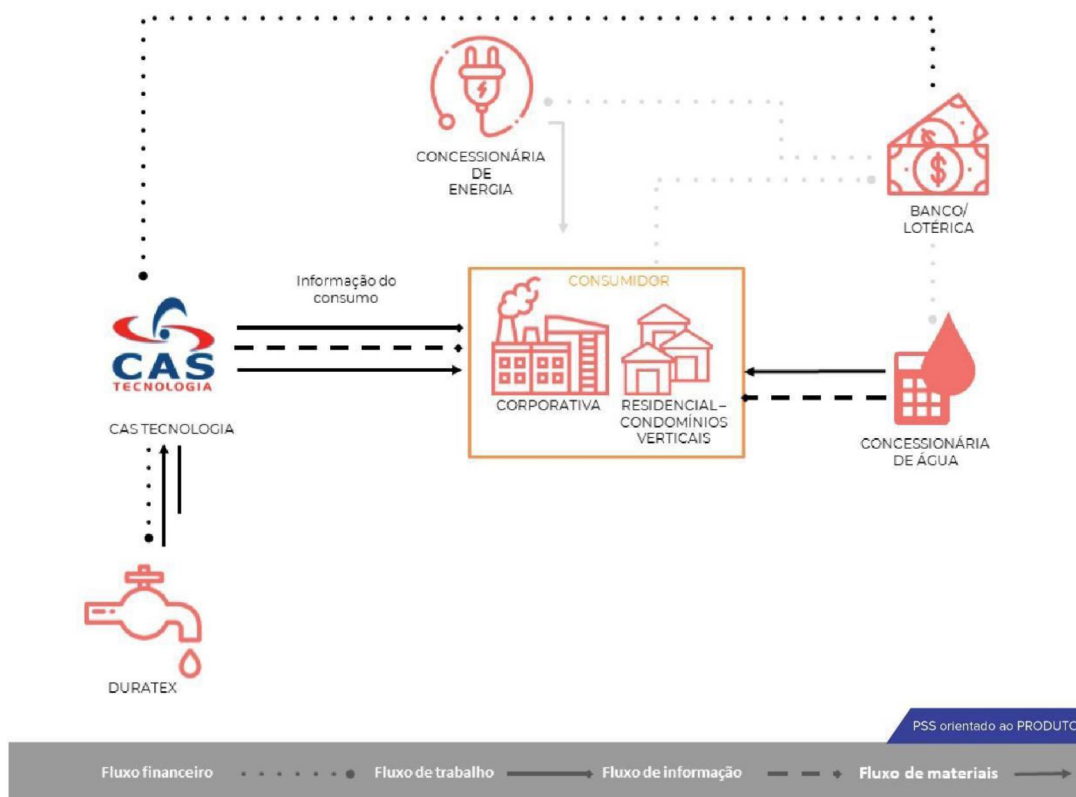 CONCESSIONÁRIA
DE
ENERGIA
BANCO/
LOTÉRICA
Informação do
consumo
CONSUMIDOR
CAS
TECNOLOGIA
CORPORATIVA
RESIDENCIAL –
CONDOMÍNIOS
VERTICAIS
CAS TECNOLOGIA
CONCESSIONÁRIA
DE ÁGUA
DURATEX
PSS orientado ao PRODUTO
Fluxo financeiro
Fluxo de trabalho
Fluxo de informação
Fluxo de materiais